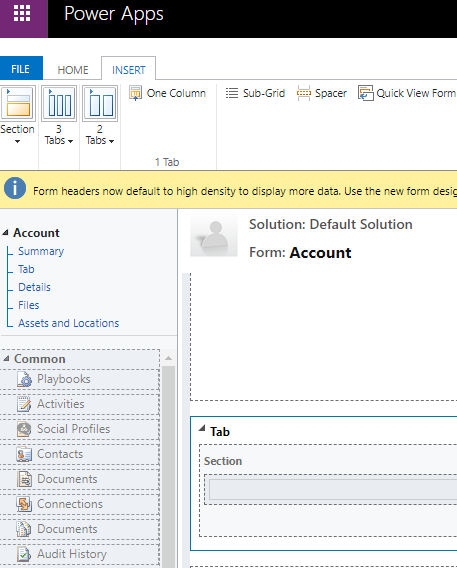 Power Apps
FILE HOME INSERT
Section
3 Tabs
2 Tabs
One Column
1 Tab
Sub-Grid Spacer Quick View Form
Form headers now default to high density to display more data. Use the new form
Account
Summary
Tab
Details
Files
Assets and Locations
Common
Playbooks
Activities
Social Profiles
Contacts
Documents
Connections
Documents
Audit History
Solution: Default Solution
Form: Account
Tab
Section